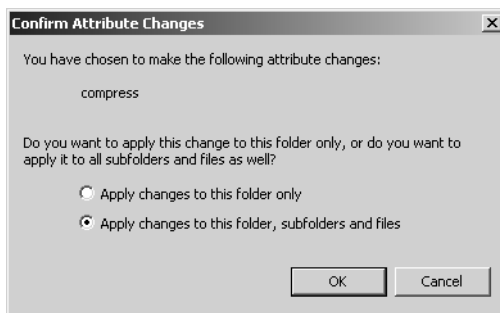 Confirm Attribute Changes
You have chosen to make the following attribute changes:
compress
Do you want to apply this change to this folder only, or do you want to
apply it to all subfolders and files as well?
Apply changes to this folder only
Apply changes to this folder, subfolders and files
OK Cancel